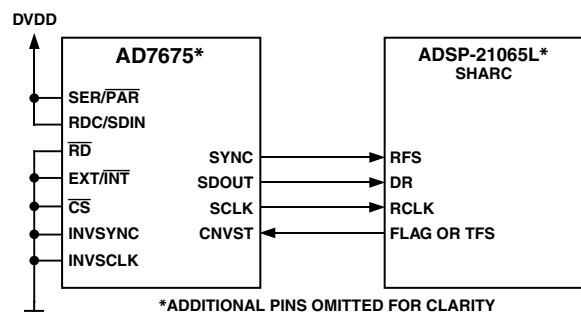 DVDD
AD7675*
ADSP-21065L*
SHARC
SER/PAR
RDC/SDIN
RD
EXT/INT
CS
INVSYNC
INVSCLK
SYNC
SDOUT
SCLK
CNVST
RFS
DR
RCLK
FLAG OR TFS
*ADDITIONAL PINS OMITTED FOR CLARITY